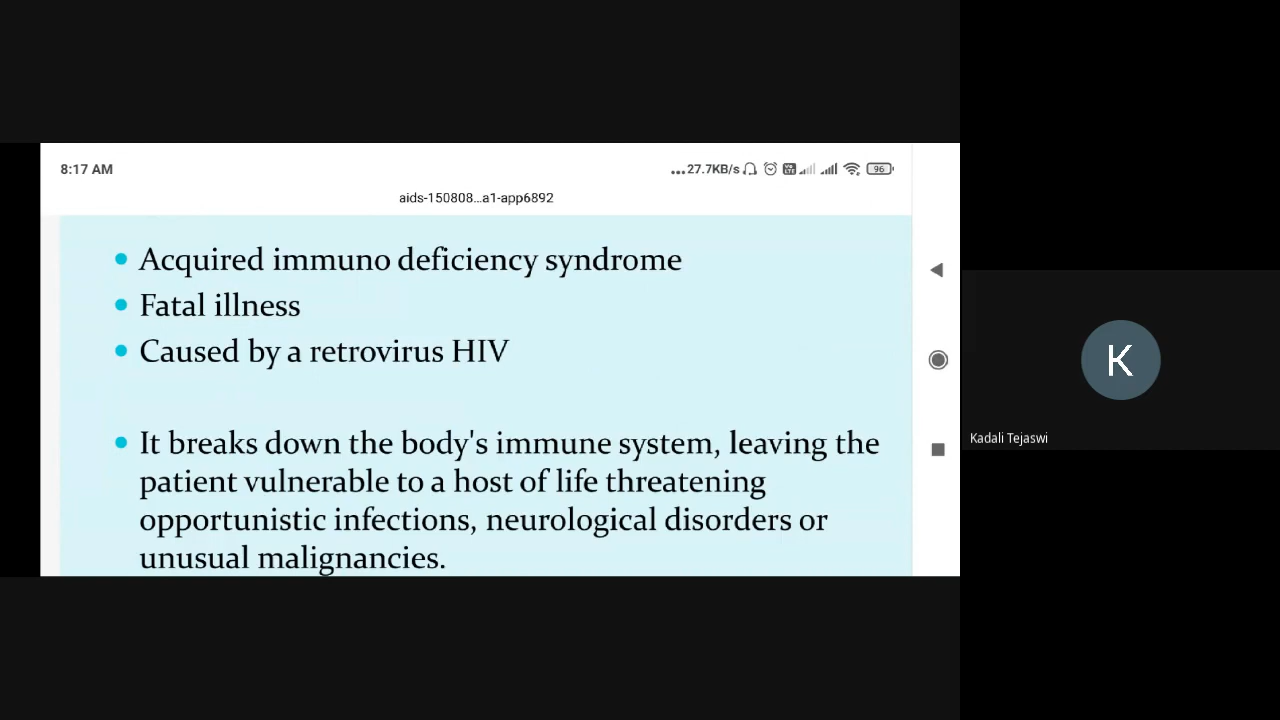 8:17 AM
...27.7KB/s
96
aids-150808...a1-app6892
Acquired immuno deficiency syndrome
Fatal illness
Caused by a retrovirus HIV
It breaks down the body's immune system, leaving the
patient vulnerable to a host of life threatening
opportunistic infections, neurological disorders or
unusual malignancies.
K
Kadali Tejaswi